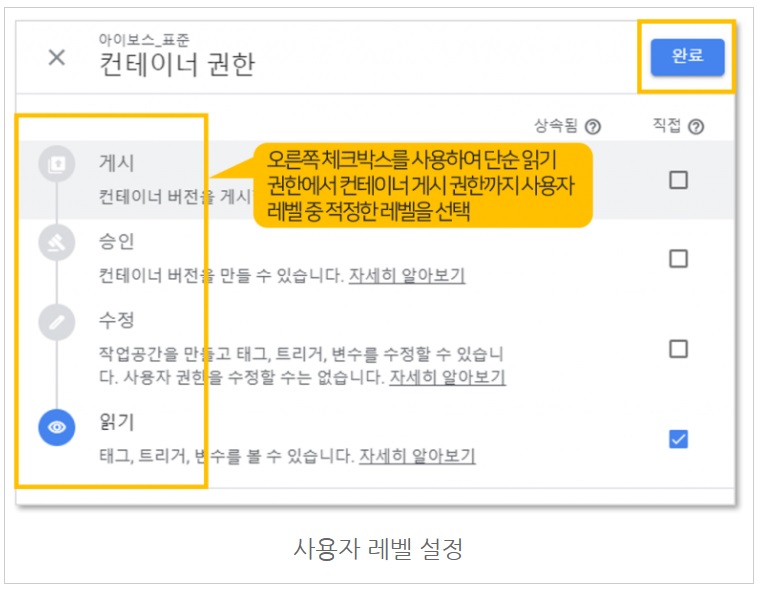 아이보스_표준
컨테이너 권한
완료
상속됨
직접
게시
컨테이너 버전을 게시
오른쪽 체크박스를 사용하여 단순 읽기
권한에서 컨테이너 게시 권한까지 사용자
레벨 중 적정한 레벨을 선택
승인
컨테이너 버전을 만들 수 있습니다. 자세히 알아보기
수정
작업공간을 만들고 태그, 트리거, 변수를 수정할 수 있습니
다. 사용자 권한을 수정할 수는 없습니다. 자세히 알아보기
읽기
태그, 트리거, 변수를 볼 수 있습니다. 자세히 알아보기
사용자 레벨 설정